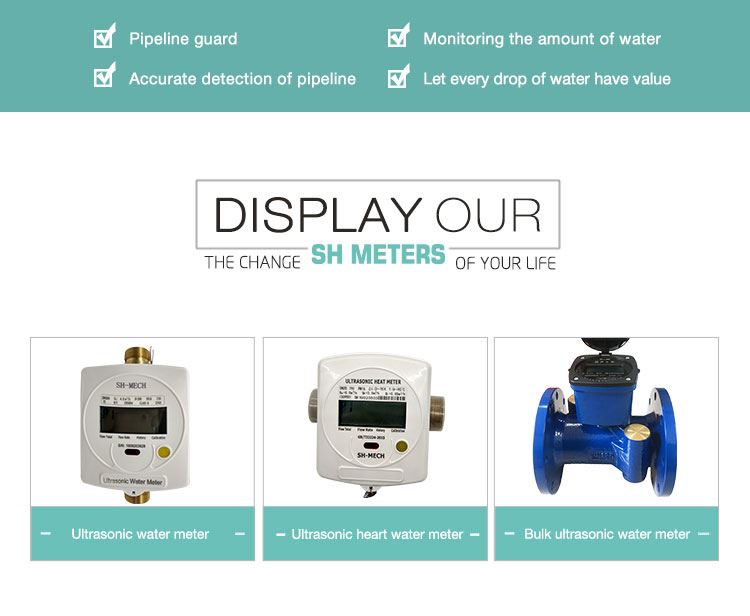 Pipeline guard
Monitoring the amount of water
Accurate detection of pipeline
Let every drop of water have value
DISPLAY OUR
THE CHANGE SH METERS OF YOUR LIFE
SH-MECH
Flow Total Flow Rate History Calibration
Ultrasonic Water Meter
ULTRASONIC HEAT METER
Flow Total Flow Rate History Calibration
SH-MECH
Ultrasonic water meter
Ultrasonic heart water meter
Bulk ultrasonic water meter